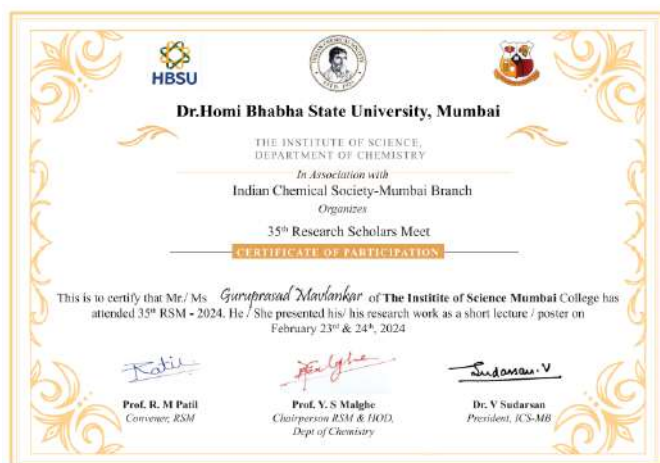 HBSU
Dr.Homi Bhabha State University, Mumbai
THE INSTITUTE OF SCIENCE,
DEPARTMENT OF CHEMISTRY
In Association with
Indian Chemical Society-Mumbai Branch
Organizes
35th Research Scholars Meet
CERTIFICATE OF PARTICIPATION
This is to certify that Mr./ Ms Guruprasad Mavlankar of The Institite of Science Mumbai College has
attended 35th RSM - 2024. He / She presented his/ his research work as a short lecture / poster on
February 23rd & 24th, 2024
Sudarsan.V
Prof. R. M Patil
Convener, RSM
Prof. Y. S Malghe
Chairperson RSM & HOD,
Dept of Chemistry
Dr. V Sudarsan
President, ICS-MB